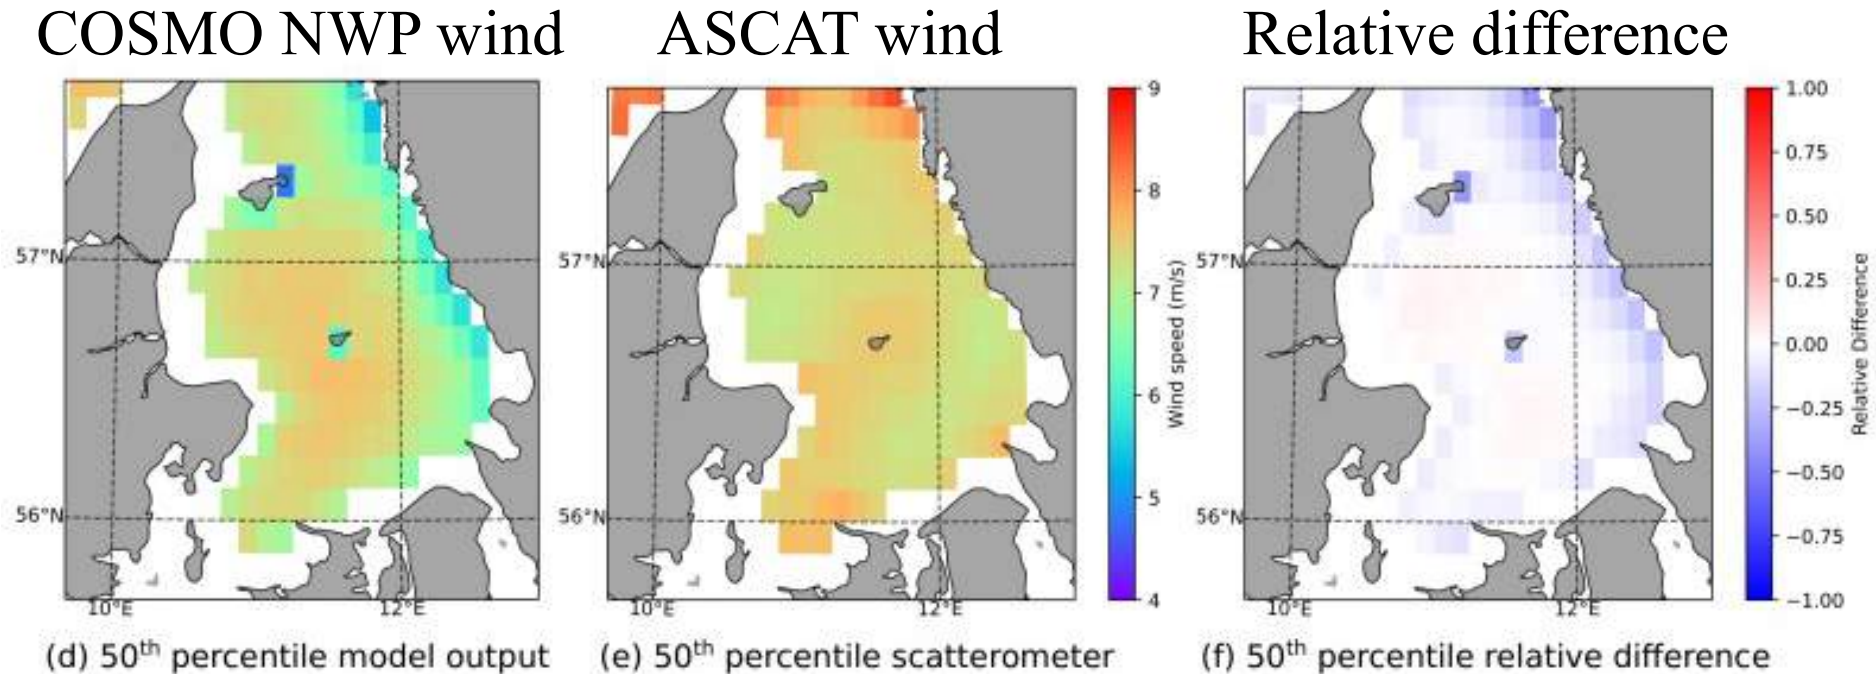 COSMO NWP wind
ASCAT wind
Relative difference
57°N
56°N
10°E
12°E
57°N
56°N
10°E
12°E
9
8
7
6
5
4
Wind speed (m/s)
57°N
56°N
10°E
12°E
1.00
0.75
0.50
0.25
0.00
−0.25
−0.50
−0.75
−1.00
Relative Difference
(d) 50th percentile model output
(e) 50th percentile scatterometer
(f) 50th percentile relative difference